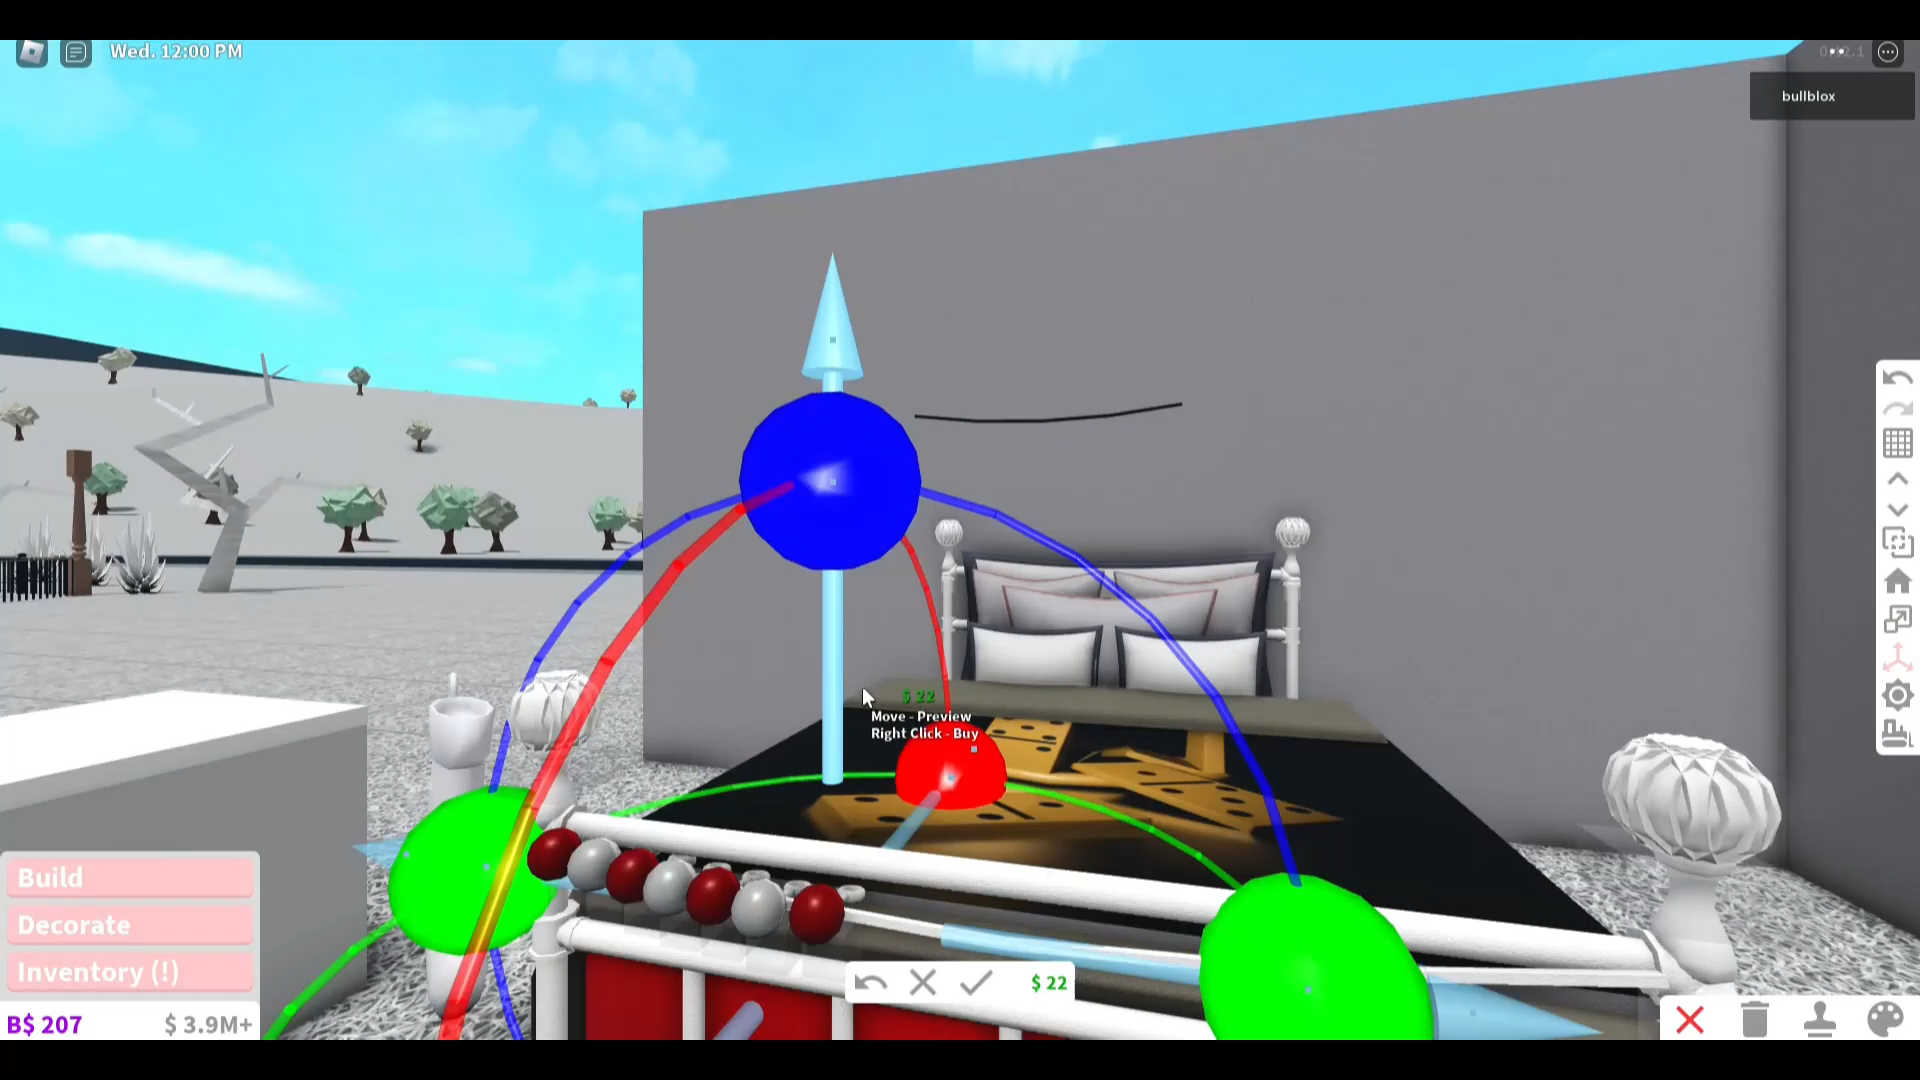 Wed. 12:00 PM
bullblox
$ 22
Move - Preview
Right Click - Buy
Build
Decorate
Inventory (!)
B$ 207
$ 3.9M+
$ 22